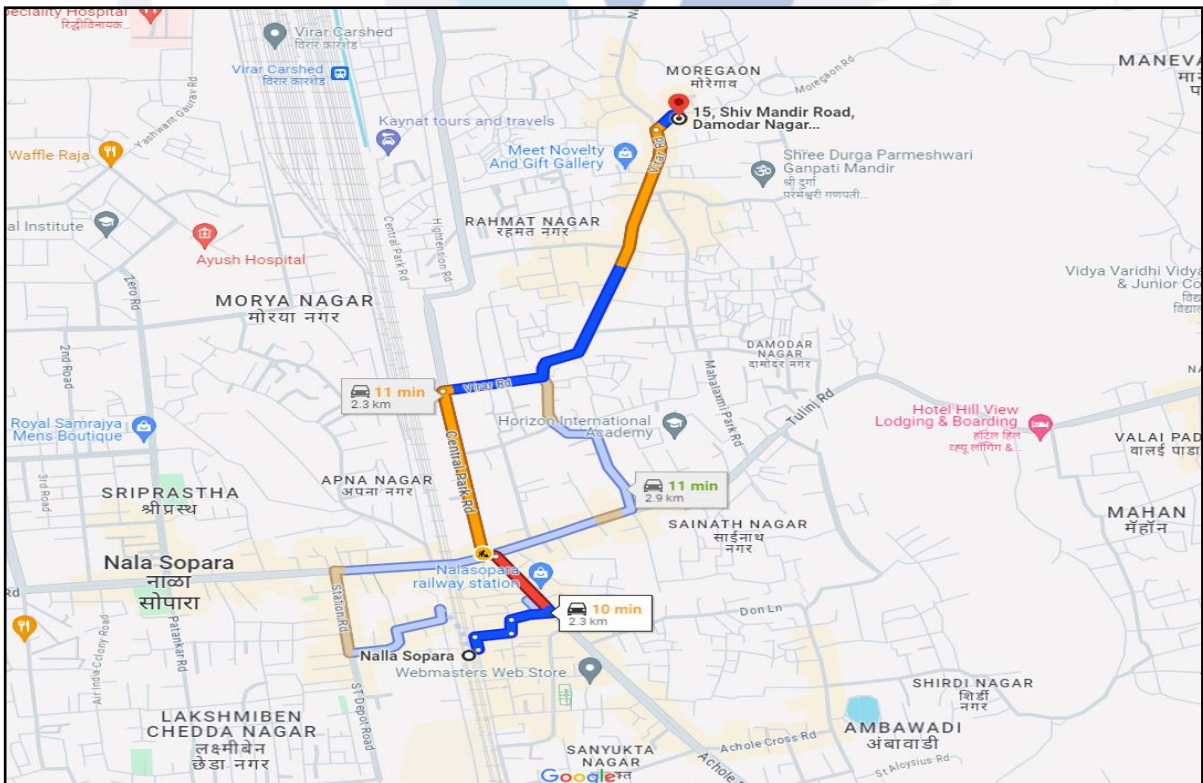 peciality Hospital
रिद्धीविनायक...
Virar Carshed
विरार कारशेड
Virar Carshed
विरार कारशेड
Yashwant Gaurav Rd
Kaynat tours and travels
MOREGAON
मोरेगाव
Moregaon Rd
MANEVA
15, Shiv Mandir Road,
Damodar Nagar...
Waffle Raja
Meet Novelty
And Gift Gallery
Virar Rd
Shree Durga Parmeshwari
Ganpati Mandir
श्री दुर्गा
परमेश्वरी गणपती...
al Institute
Ayush Hospital
Central Park Rd
Hightension Rd
RAHMAT NAGAR
रहमत नगर
Zero Rd
MORYA NAGAR
मोरया नगर
Vidya Varidhi Vidya
& Junior Co
2nd Road
DAMODAR
NAGAR
दामोदर नगर
11 min
2.3 km
Virar Rd
Mahalaxmi Park Rd
Tulinj Rd
Royal Samrajya
Mens Boutique
Horizon International
Academy
Hotel Hill View
Lodging & Boarding
हॉटेल हिल
व्ह्यू लॉगिंग &...
VALAI PAD
वालई पाडा
3rd Road
Central Park Rd
APNA NAGAR
अपना नगर
11 min
2.9 km
SRIPRASTHA
श्रीप्रस्थ
SAINATH NAGAR
साईनाथ
नगर
MAHAN
मॅहॉन
Nala Sopara
नाळा
सोपारा
Nalasopara
railway station
Rd
Station Rd
10 min
2.3 km
Don Ln
Patankar Rd
Air India Colony Road
Nalla Sopara
Webmasters Web Store
ST Depot Road
SHIRDI NAGAR
शिर्डी
नगर
LAKSHMIBEN
CHEDDA NAGAR
लक्ष्मीबेन
छेडा नगर
AMBAWADI
अंबावाडी
Achole Cross Rd
SANYUKTA
NAGAR
Google
Achole
St Aloysius Rd